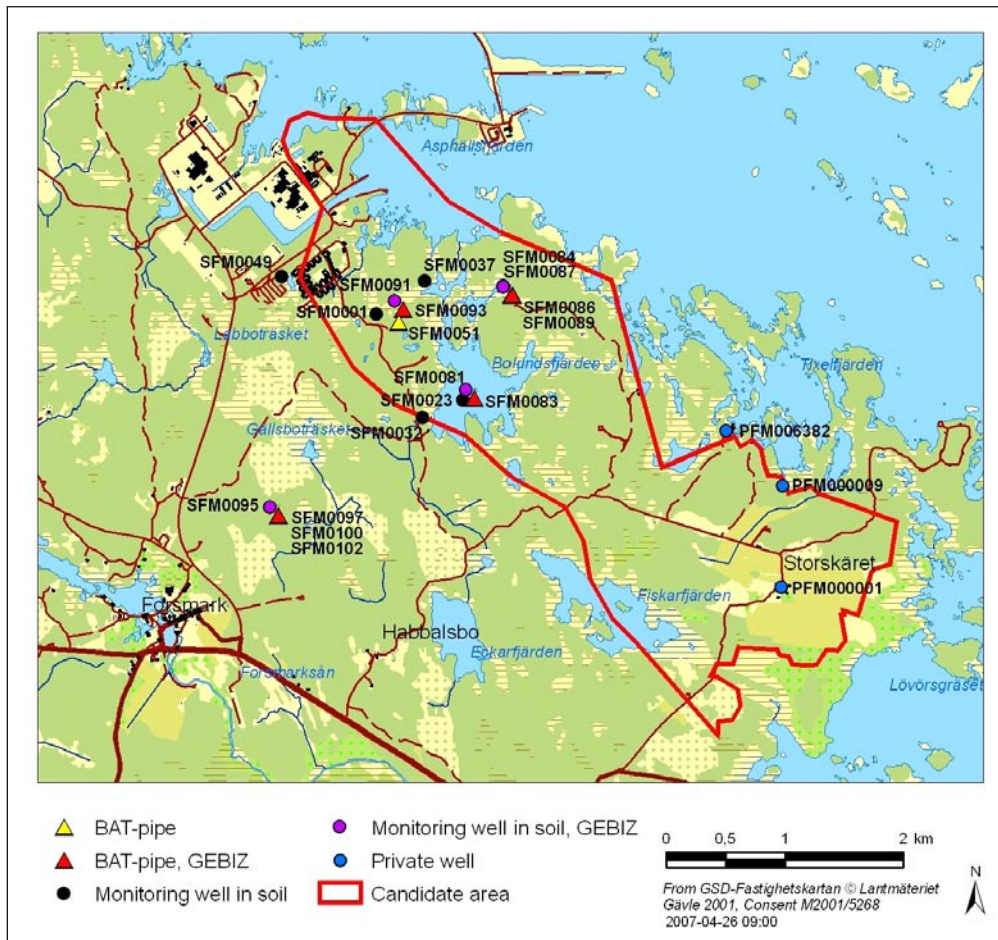 Asphällsfjärden
SFM0049
SFM0037
SFM0084
SFM0087
SFM0091
SFM0001
SFM0093
SFM0051
SFM0086
SFM0089
Labboträsket
Bolundsfjärden
Tixelfjärden
SFM0081
SFM0023
SFM0083
SFM0032
Gällsboträsket
PFM006382
PFM000009
SFM0095
SFM0097
SFM0100
SFM0102
Storskäret
PFM000001
Forsmark
Fiskarfjärden
Habbalsbo
Eckarfjärden
Forsmarksån
Lövörsgräset
BAT-pipe
Monitoring well in soil, GEBIZ
BAT-pipe, GEBIZ
Private well
Monitoring well in soil
Candidate area
0 0,5 1 2 km
From GSD-Fastighetskartan © Lantmäteriet
Gävle 2001, Consent M2001/5268
2007-04-26 09:00
N